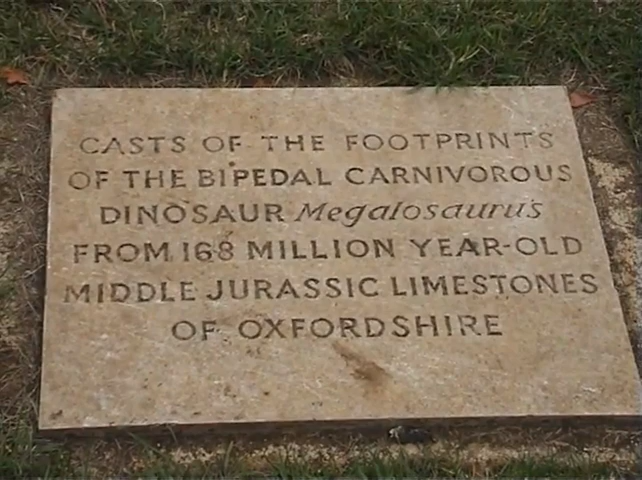 CASTS OF THE FOOTPRINTS
OF THE BIPEDAL CARNIVOROUS
DINOSAUR Megalosaurus
FROM 168 MILLION YEAR-OLD
MIDDLE JURASSIC LIMESTONES
OF OXFORDSHIRE